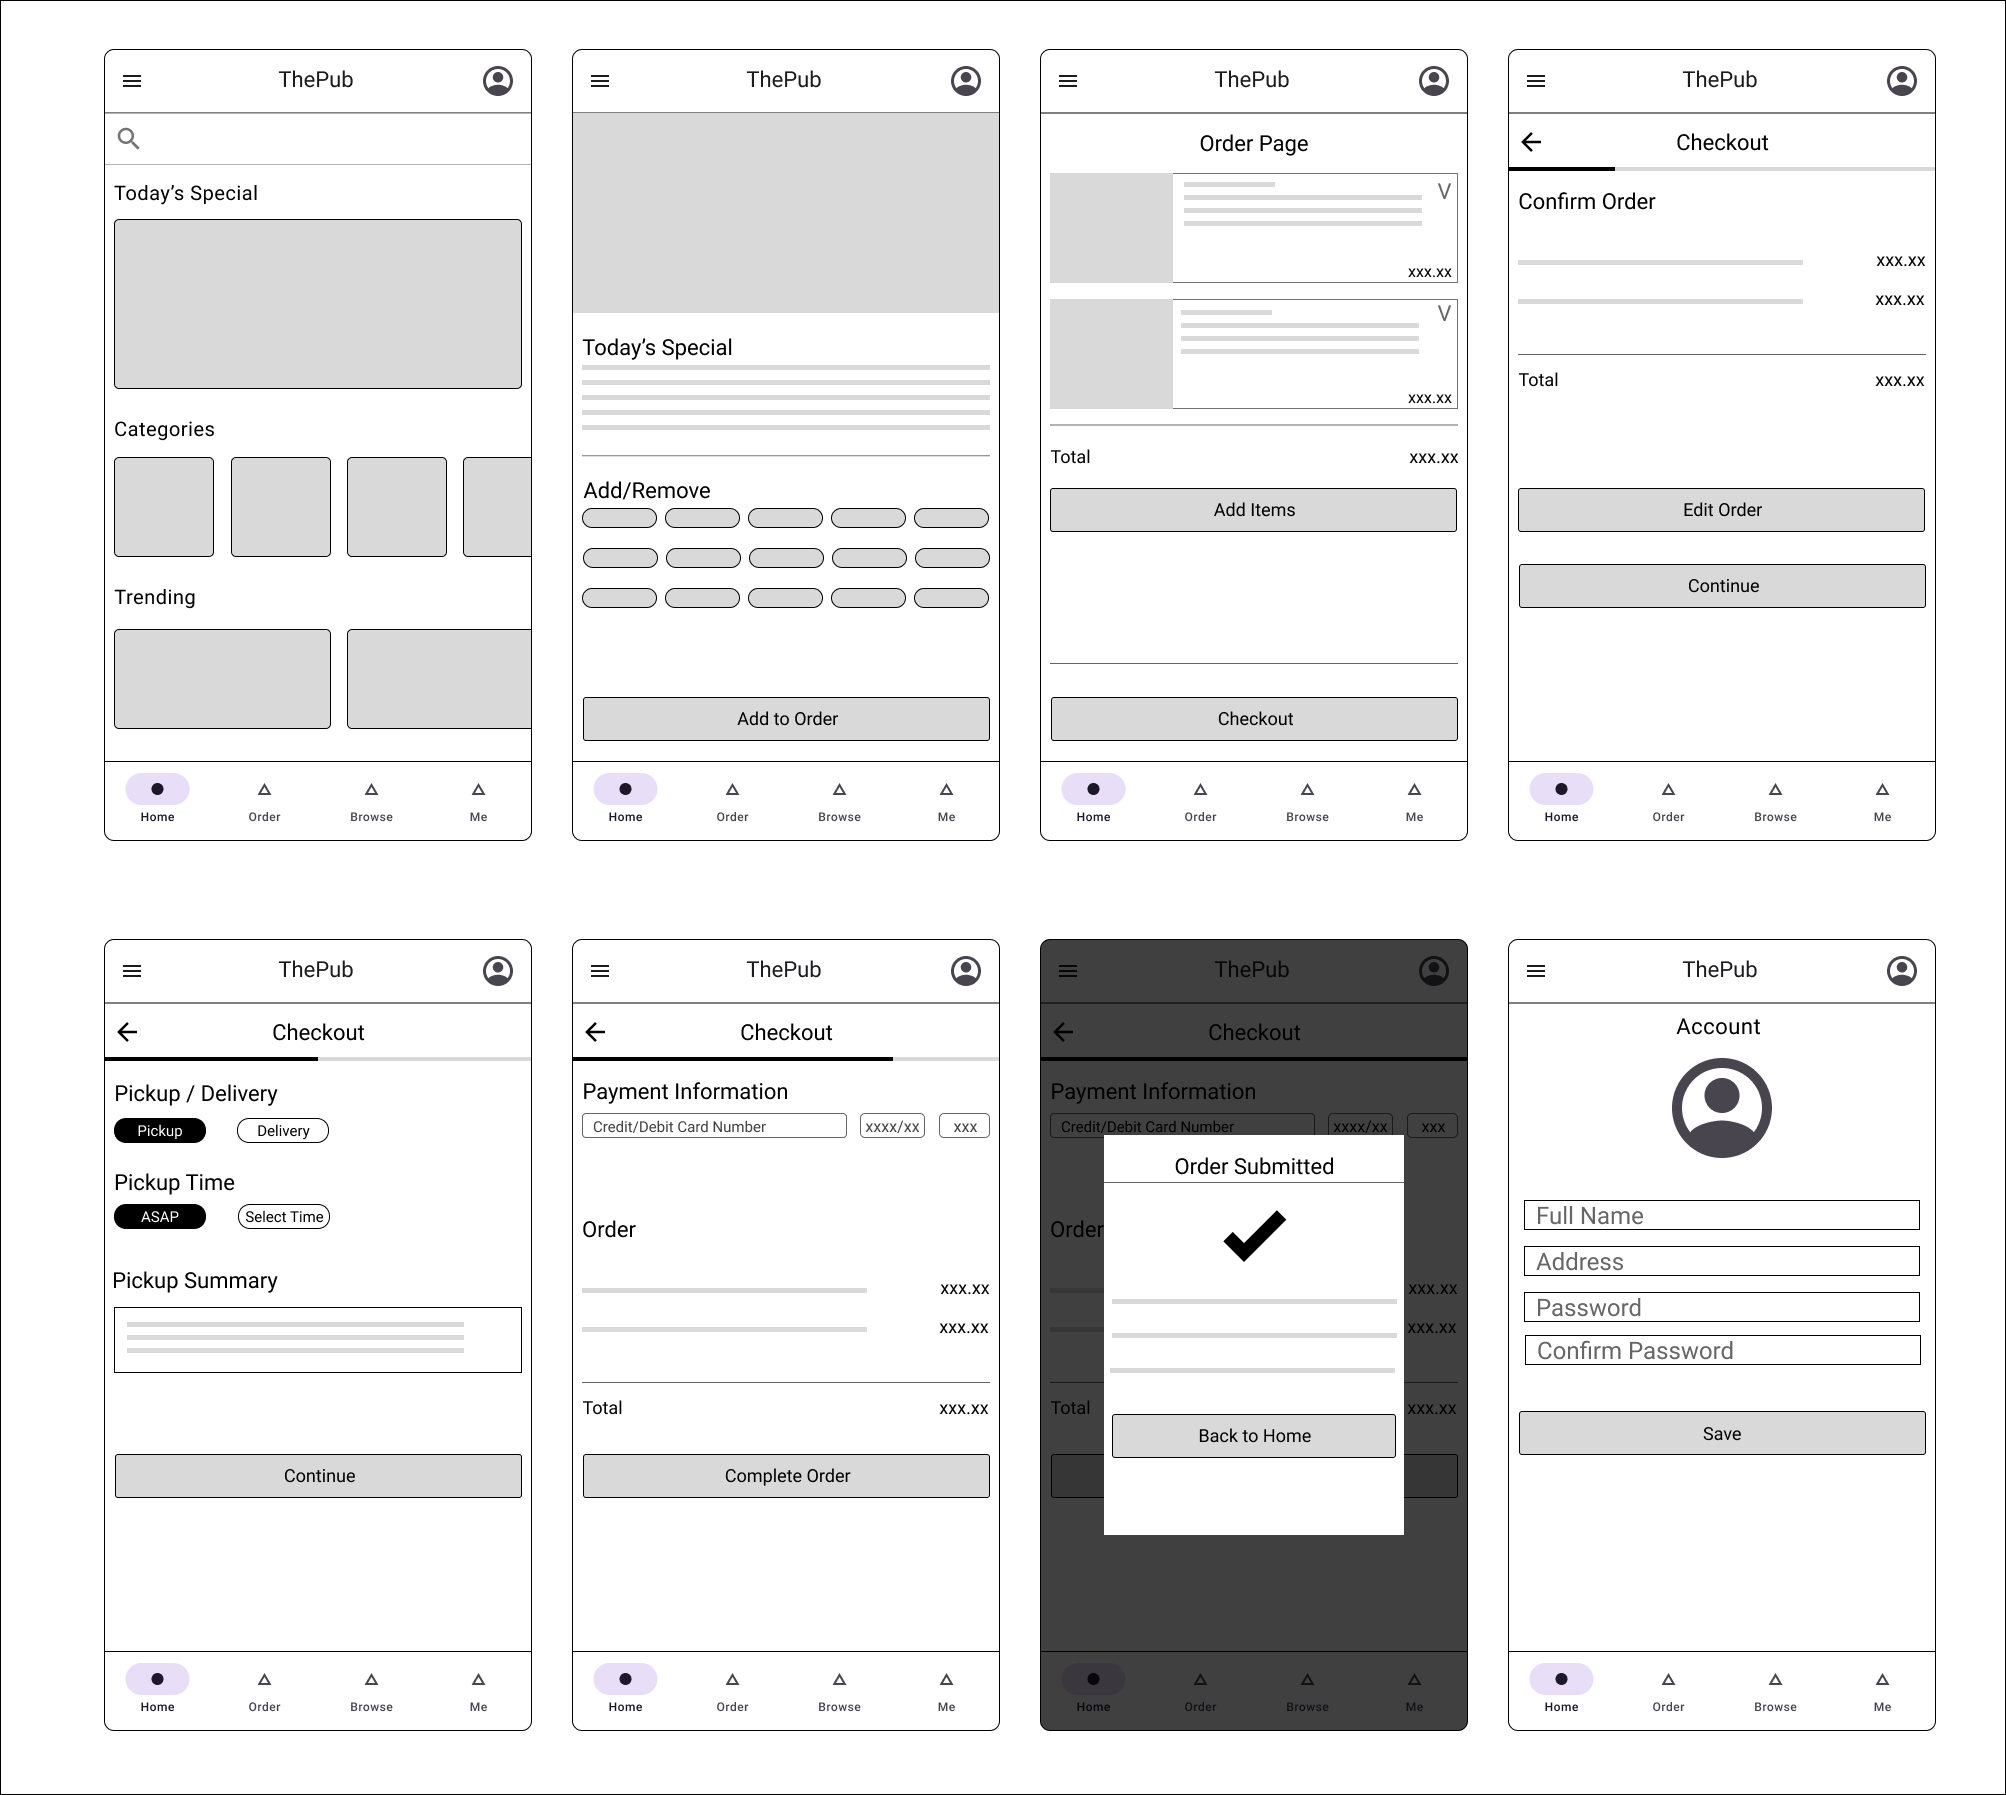 ThePub
Today's Special
Categories
Trending
Home Order Browse Me
ThePub
Today's Special
Add/Remove
Add to Order
Home Order Browse Me
ThePub
Order Page
V
xxx.xx
V
xxx.xx
Total xxx.xx
Add Items
Checkout
Home Order Browse Me
ThePub
Checkout
Confirm Order
xxx.xx
xxx.xx
Total xxx.xx
Edit Order
Continue
Home Order Browse Me
ThePub
Checkout
Pickup / Delivery
Pickup Delivery
Pickup Time
ASAP Select Time
Pickup Summary
Continue
Home Order Browse Me
ThePub
Checkout
Payment Information
Credit/Debit Card Number xxxx/xx xxx
Order
xxx.xx
xxx.xx
Total xxx.xx
Complete Order
Home Order Browse Me
ThePub
Checkout
Payment Information
Credit/Debit Card Number xxxx/xx xxx
Order Submitted
Order
xxx.xx
xxx.xx
Total xxx.xx
Back to Home
Home Order Browse Me
ThePub
Account
Full Name
Address
Password
Confirm Password
Save
Home Order Browse Me